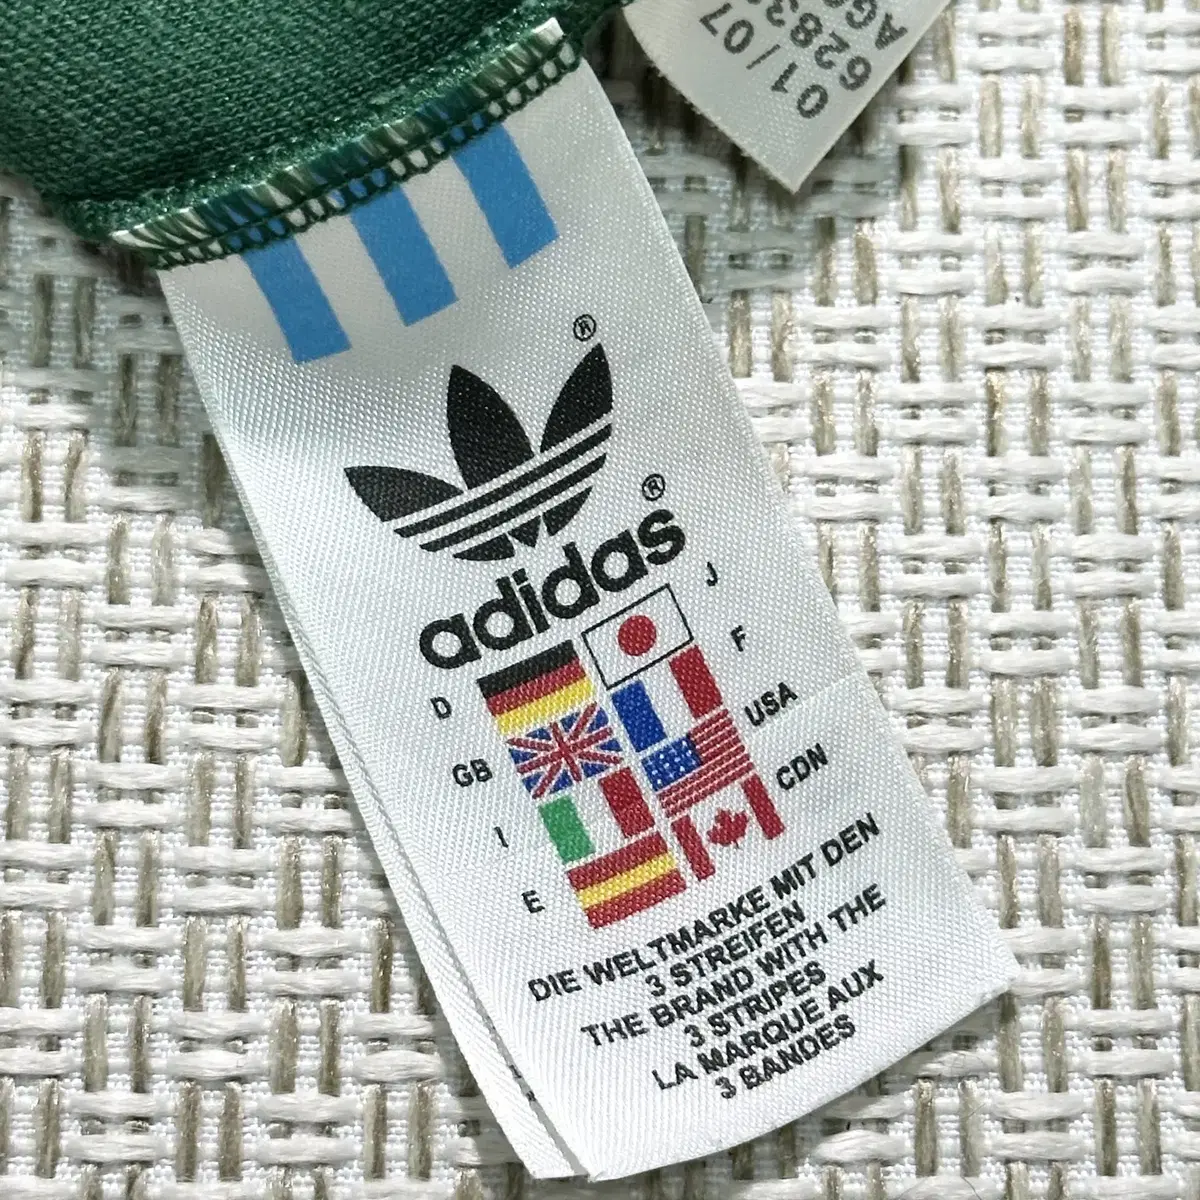 01/07
adidas
®
®
D
J
GB
F
I
USA
E
CDN
DIE WELTMARKE MIT DEN
3 STREIFEN
THE BRAND WITH THE
3 STRIPES
LA MARQUE AUX
3 BANDES